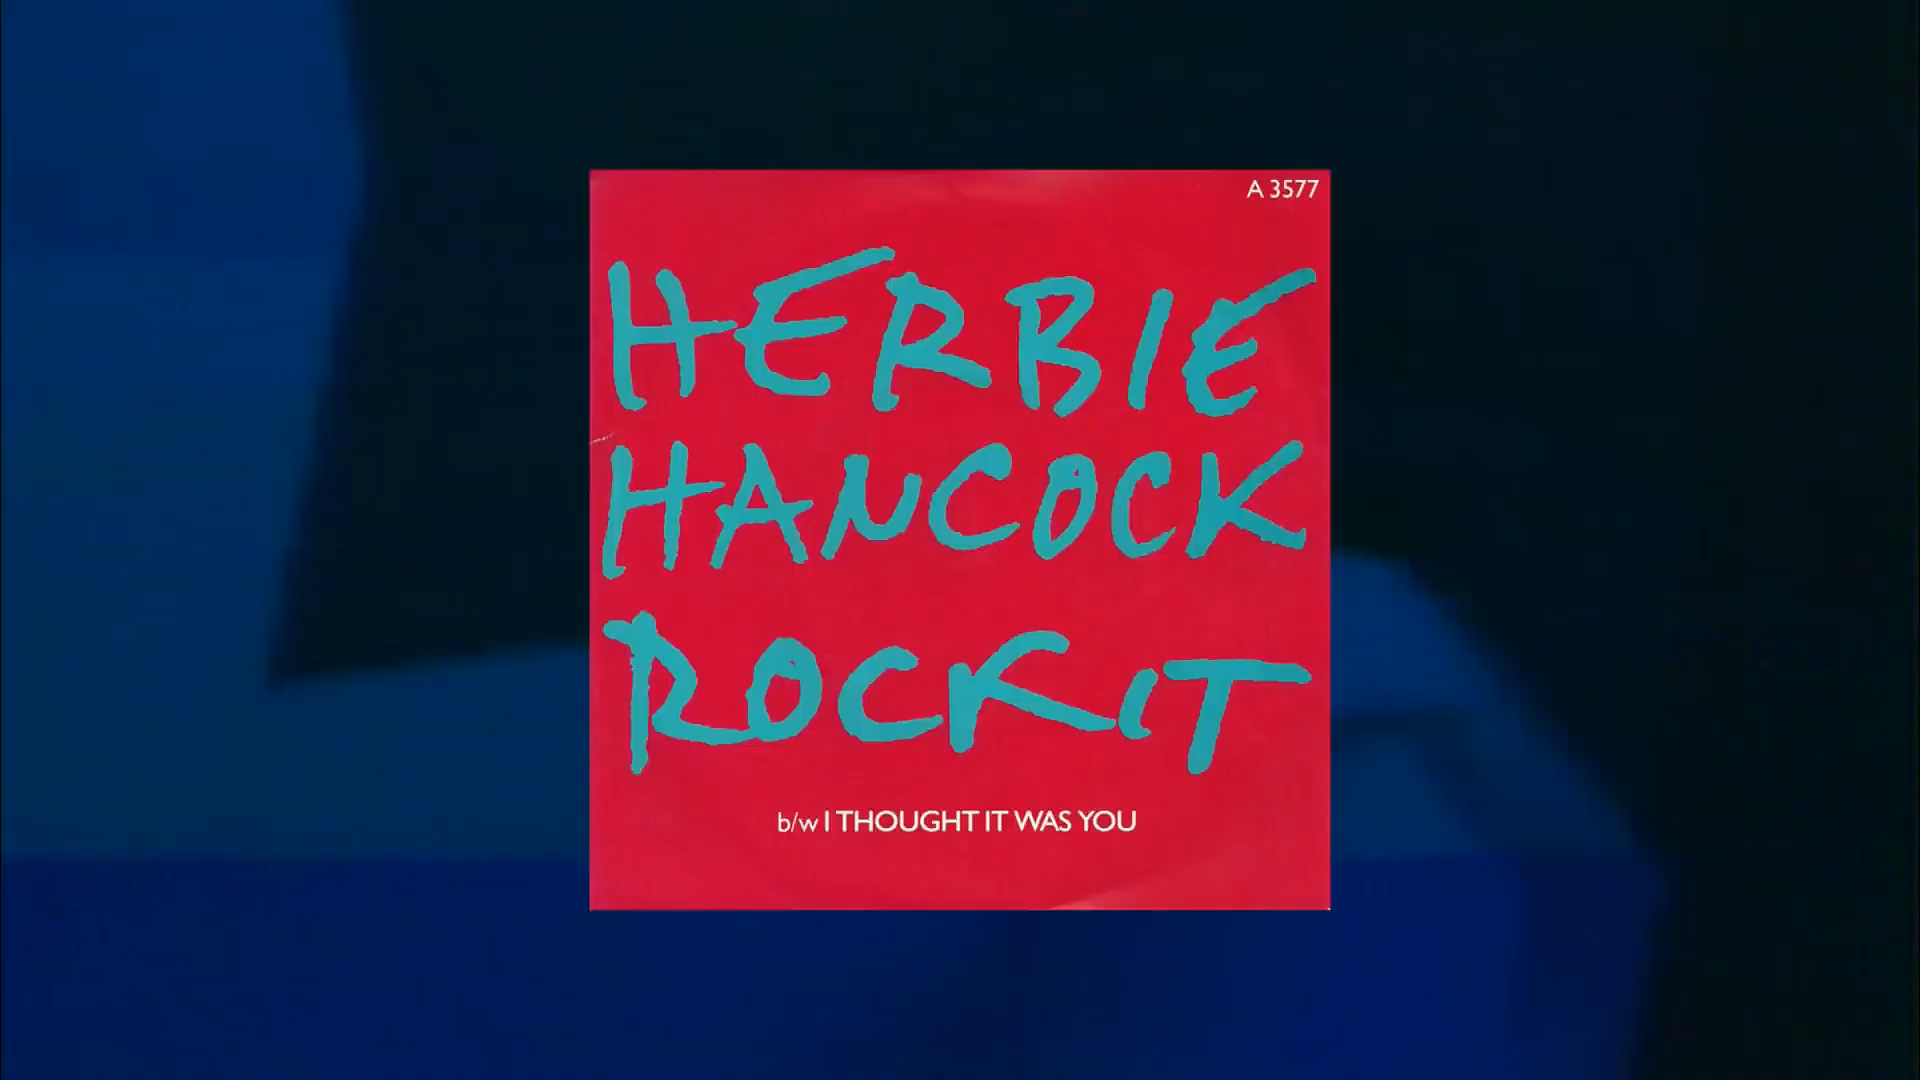 A 3577
HERBIE
HANCOCK
ROCKIT
b/w I THOUGHT IT WAS YOU